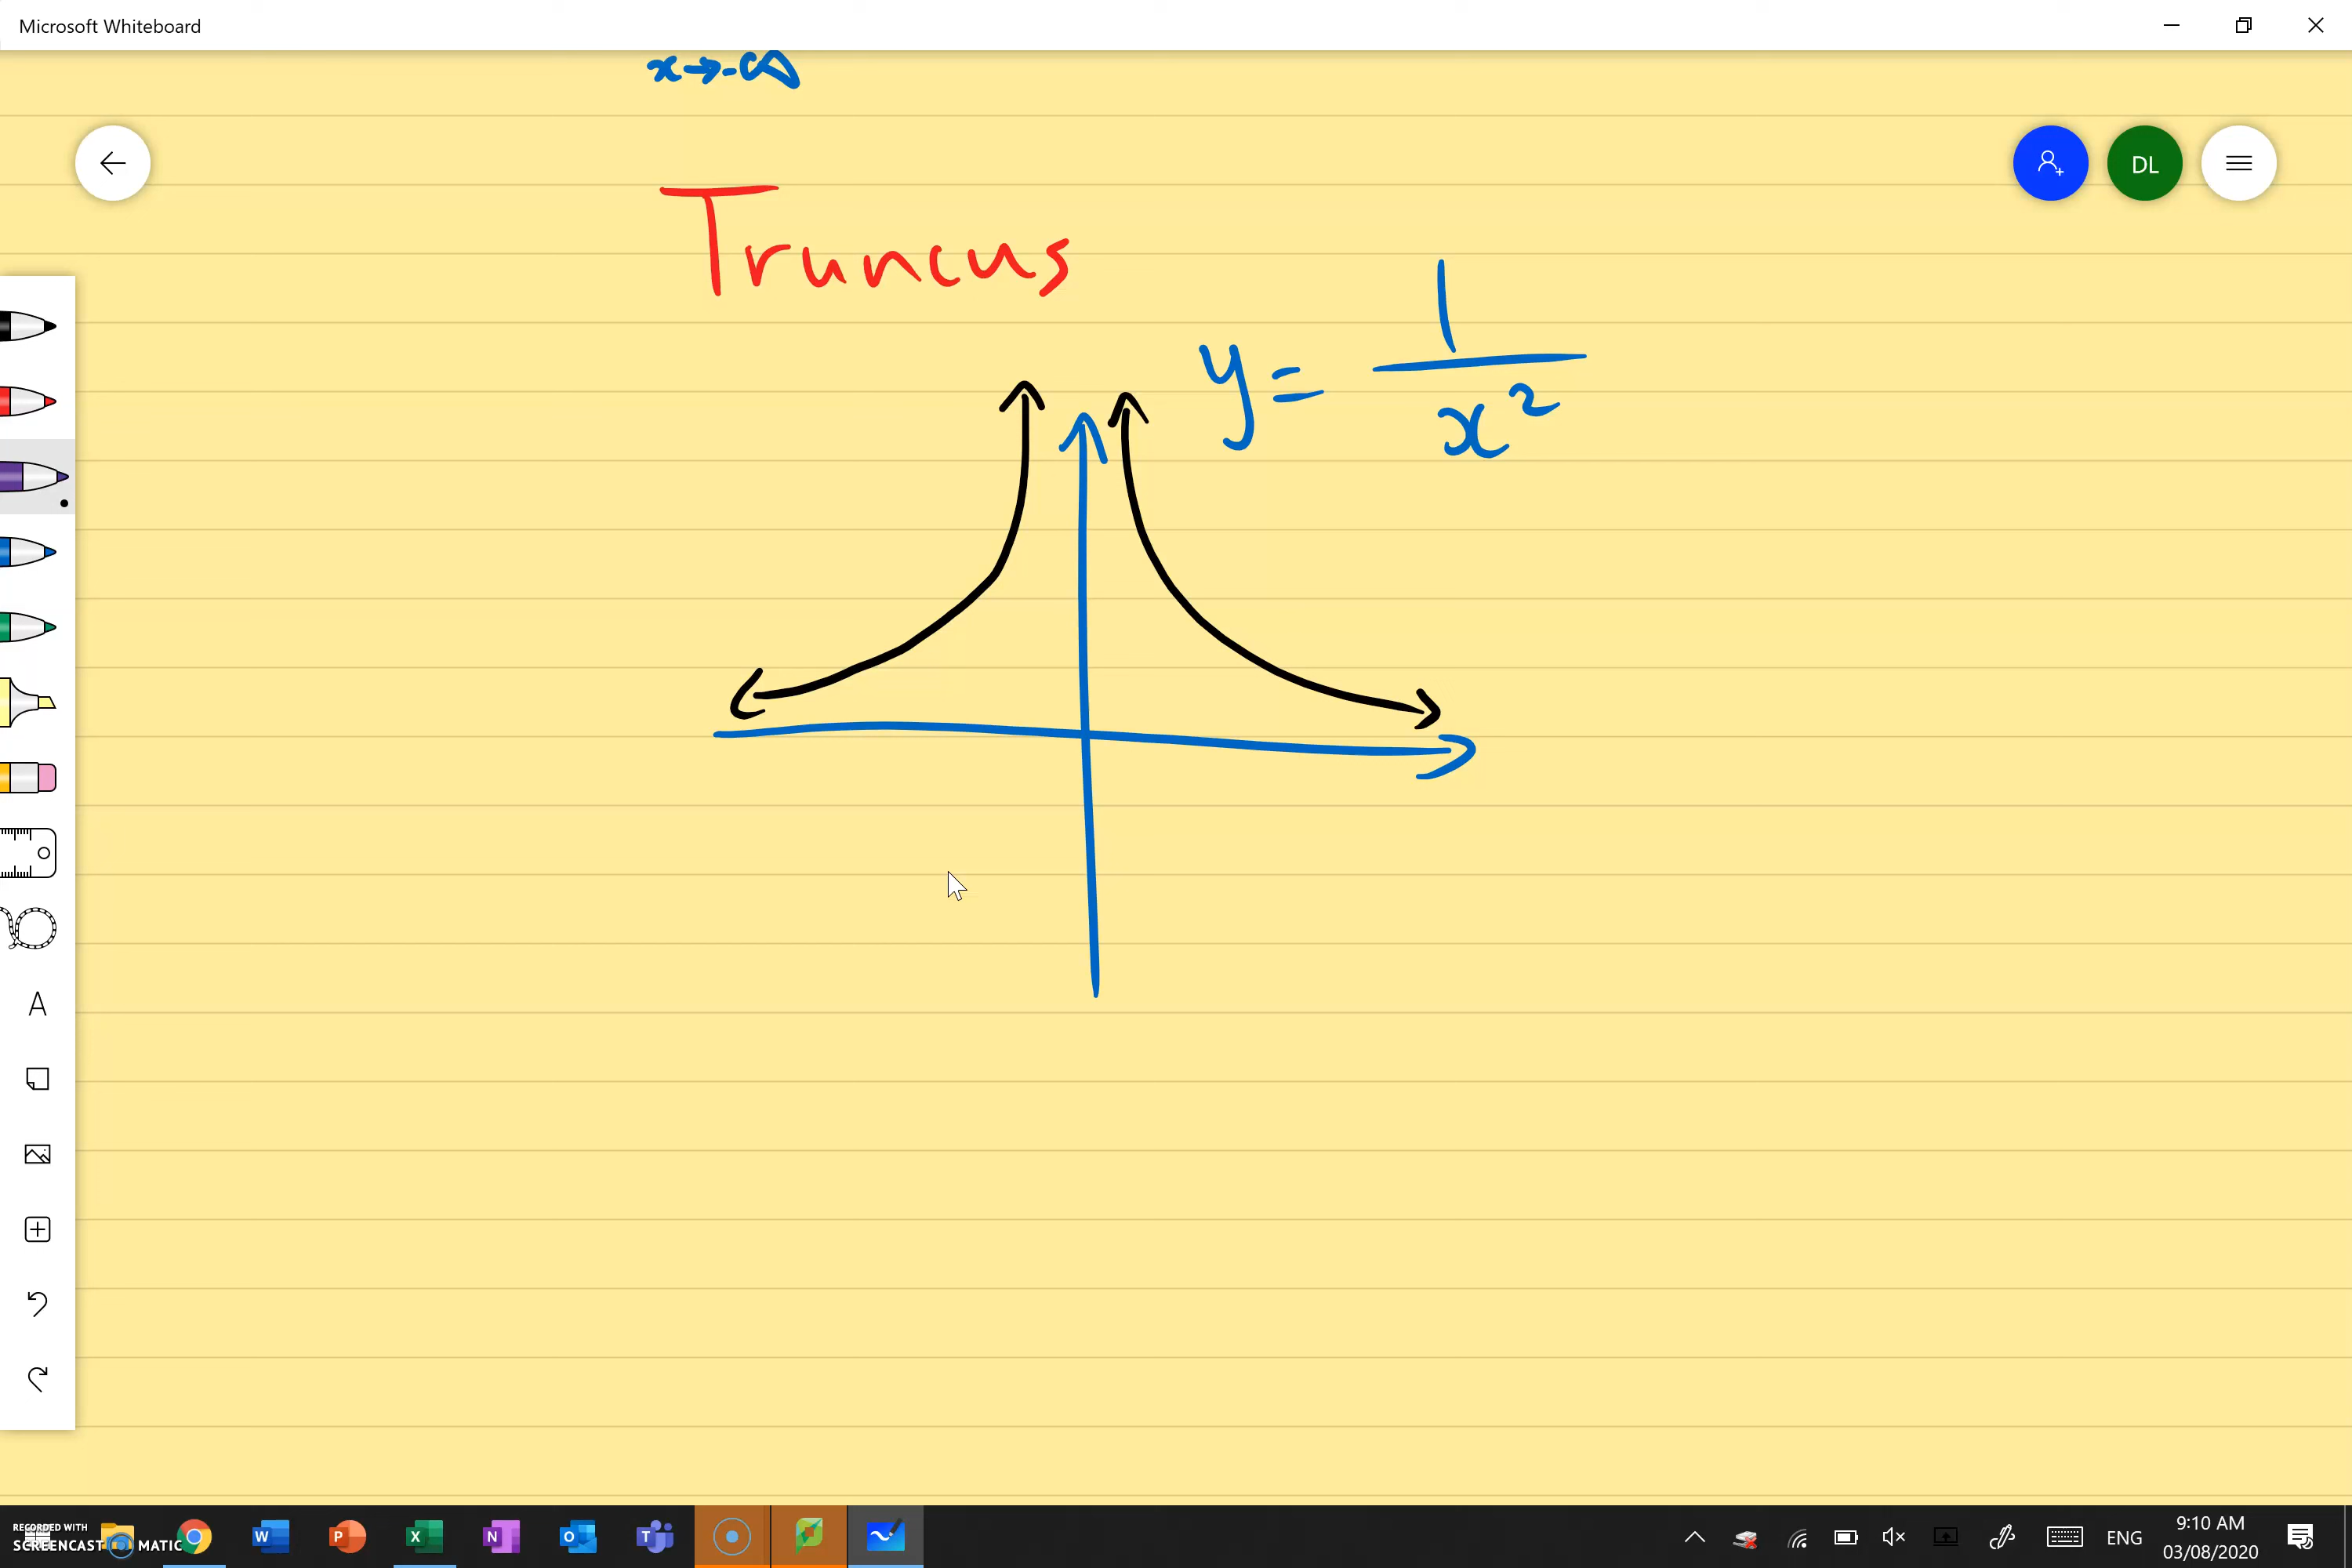 Microsoft Whiteboard
x→-∞
DL
Truncus
y = 1/x²
A
RECORDED WITH
SCREENCAST MATIC
W
P
X
N
O
T
ENG
9:10 AM
03/08/2020